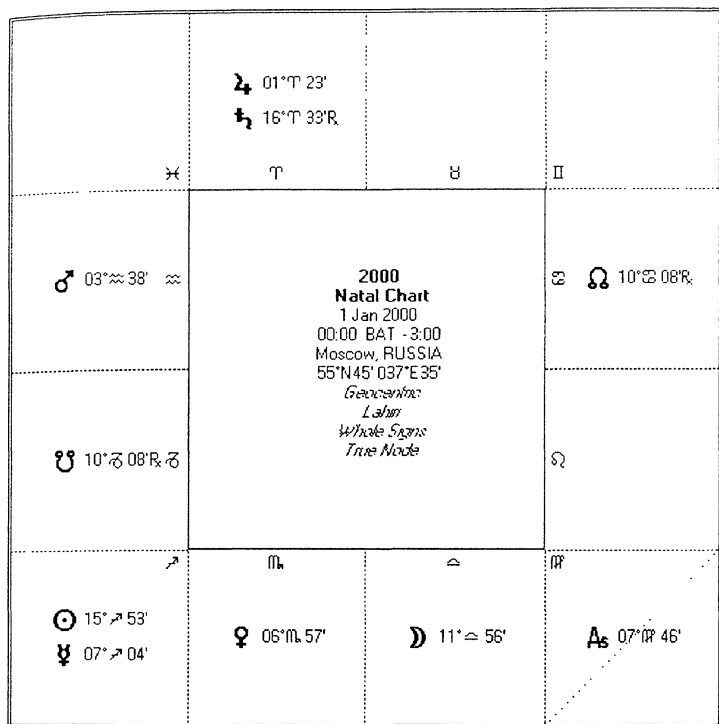 ♃ 01°♈ 23'
♄ 16°♈ 33'℞
♓ ♈ ♉ ♊
♂ 03°♒ 38' ♒
2000
Natal Chart
1 Jan 2000
00:00 BAT -3:00
Moscow, RUSSIA
55°N45' 037°E35'
Geocentric
Lahiri
Whole Signs
True Node
♋ ☊ 10°♋ 08'℞
☋ 10°♑ 08'℞ ♑
♌
♐ ♏ ♎ ♍
☉ 15°♐ 53'
☿ 07°♐ 04'
♀ 06°♏ 57'
☽ 11°♎ 56'
As 07°♍ 46'